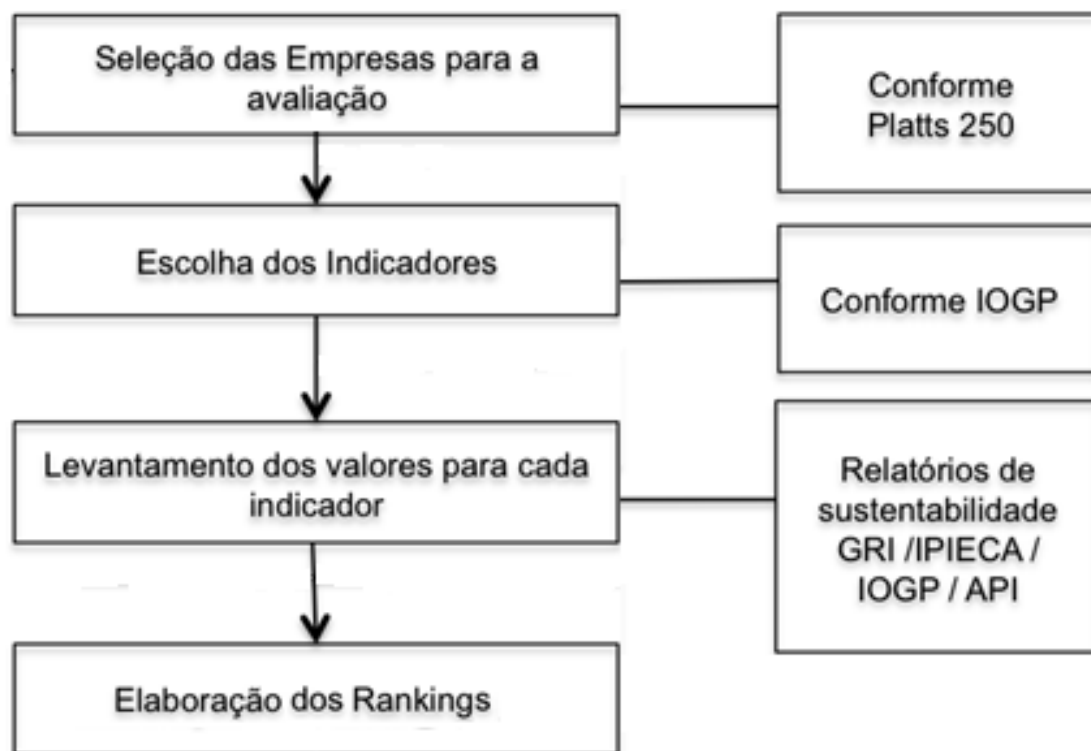 Seleção das Empresas para a
avaliação
Conforme
Platts 250
Escolha dos Indicadores
Conforme IOGP
Levantamento dos valores para cada
indicador
Relatórios de
sustentabilidade
GRI /IPIECA /
IOGP / API
Elaboração dos Rankings